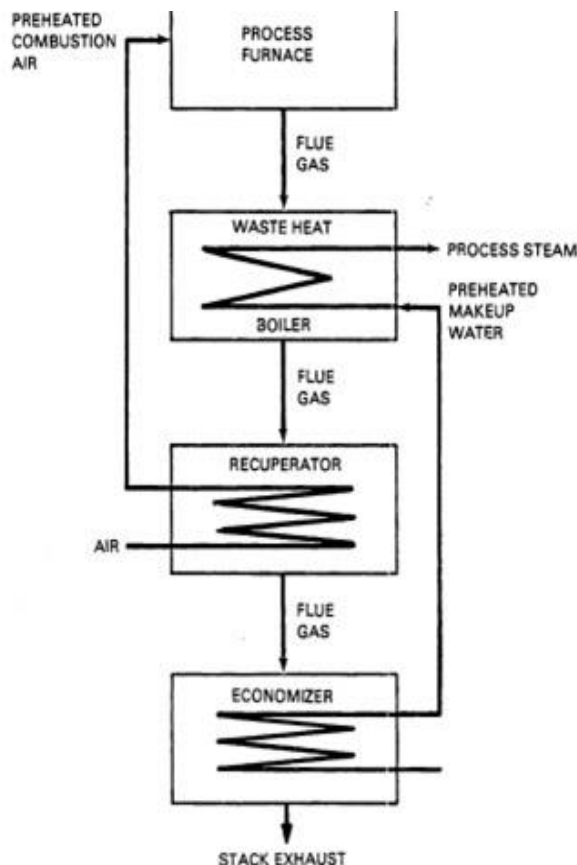 PREHEATED
COMBUSTION
AIR
PROCESS
FURNACE
FLUE
GAS
WASTE HEAT
PROCESS STEAM
PREHEATED
MAKEUP
WATER
BOILER
FLUE
GAS
RECUPERATOR
AIR
FLUE
GAS
ECONOMIZER
STACK EXHAUST